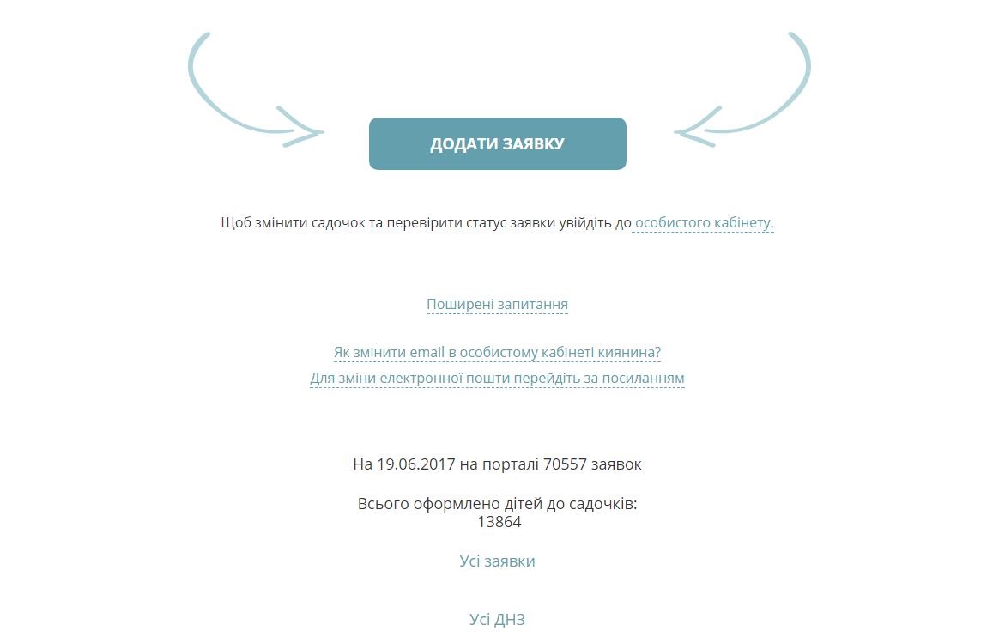 ДОДАТИ ЗАЯВКУ
Щоб змінити садочок та перевірити статус заявки увійдіть до особистого кабінету.
Поширені запитання
Як змінити email в особистому кабінеті киянина?
Для зміни електронної пошти перейдіть за посиланням
На 19.06.2017 на порталі 70557 заявок
Всього оформлено дітей до садочків:
13864
Усі заявки
Усі ДНЗ